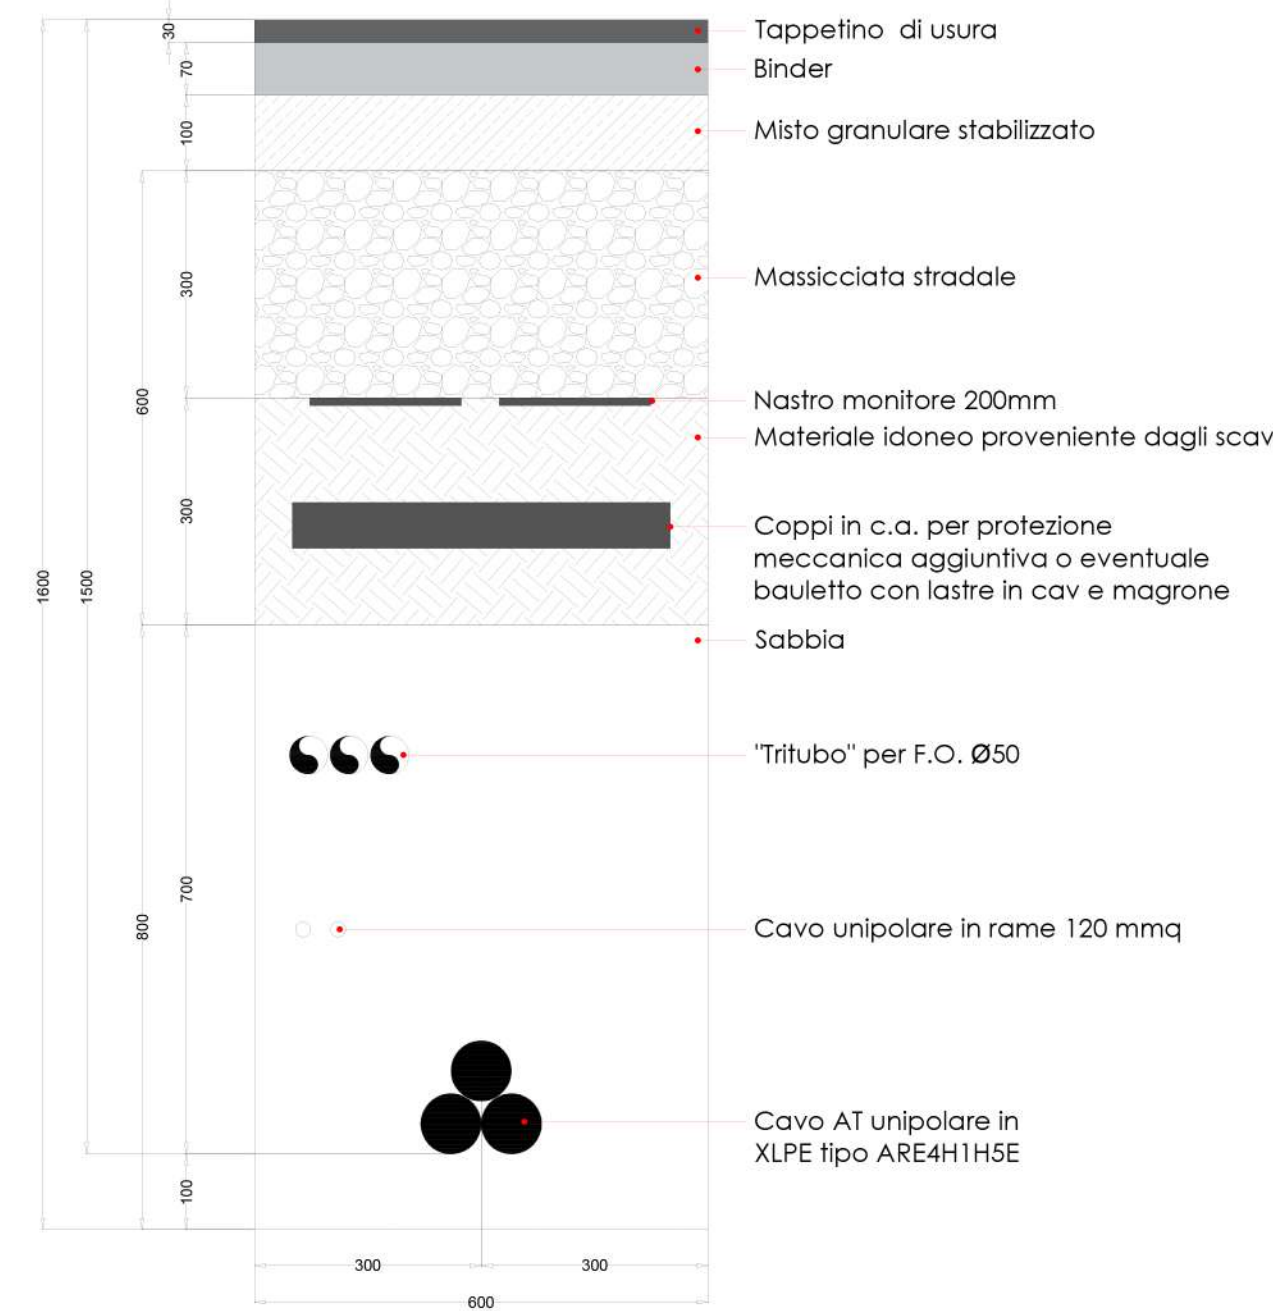 30
Tappetino di usura
70
Binder
100
Misto granulare stabilizzato
300
Massicciata stradale
600
Nastro monitore 200mm
Materiale idoneo proveniente dagli scav
300
Coppi in c.a. per protezione
meccanica aggiuntiva o eventuale
bauletto con lastre in cav e magrone
1600
1500
Sabbia
"Tritubo" per F.O. Ø50
700
800
Cavo unipolare in rame 120 mmq
Cavo AT unipolare in
XLPE tipo ARE4H1H5E
100
300
300
600